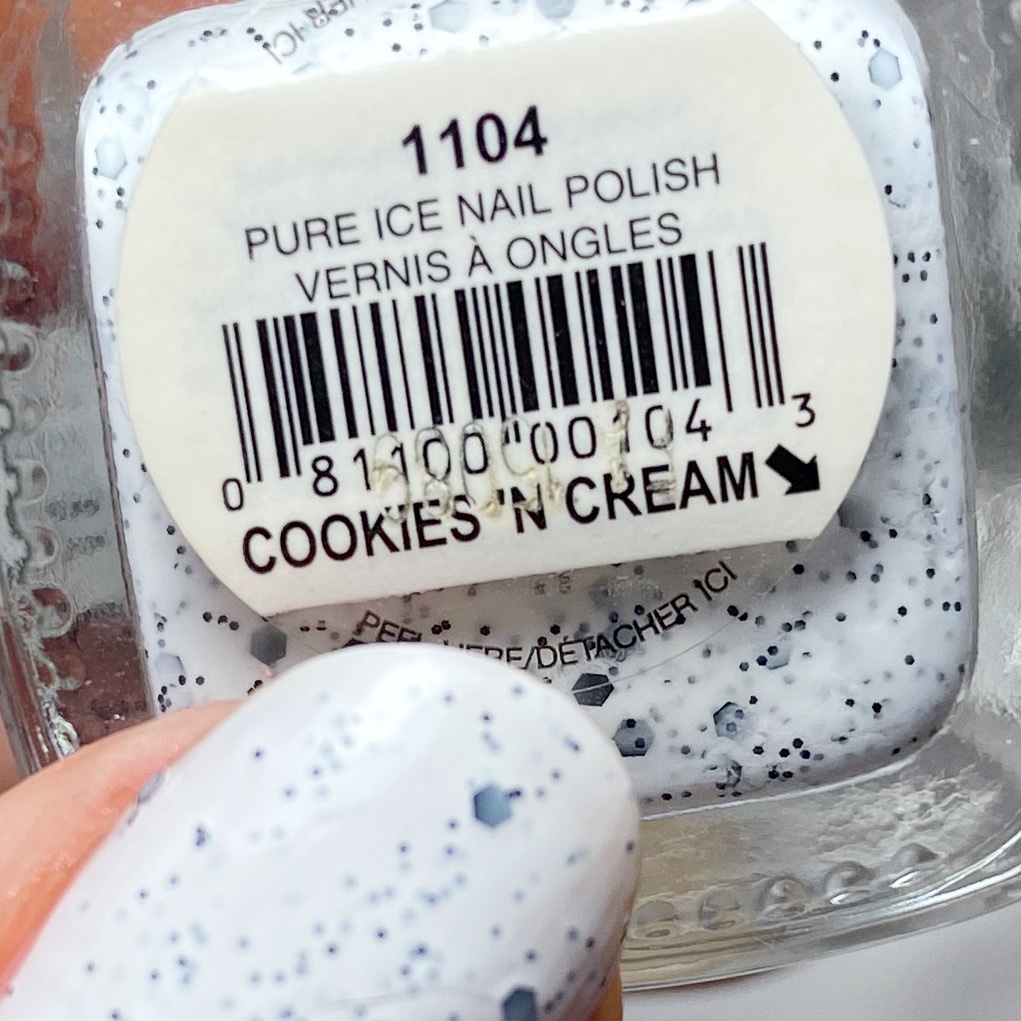 1104
PURE ICE NAIL POLISH
VERNIS À ONGLES
0 81100 00104 3
COOKIES 'N CREAM
PEEL HERE/DÉTACHER ICI